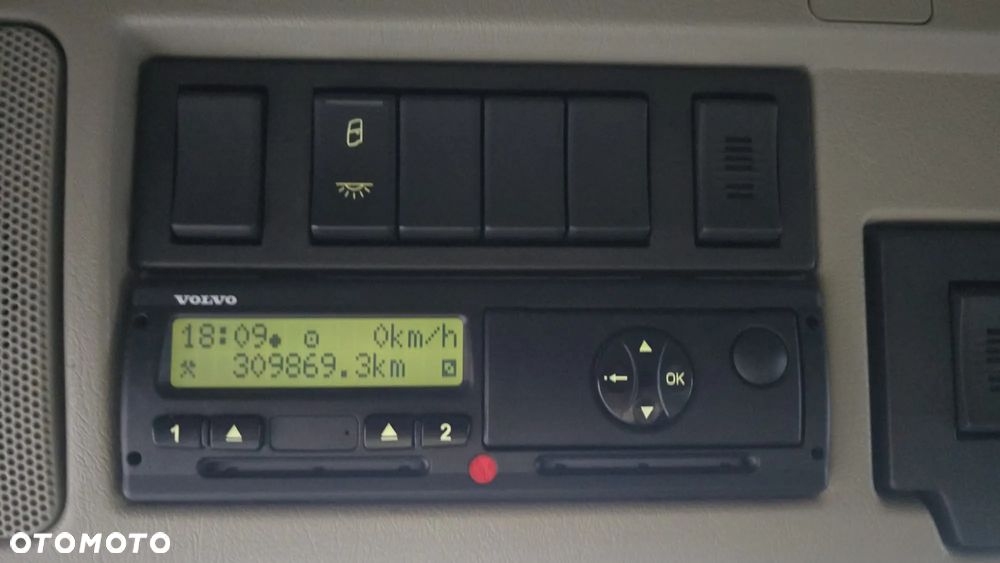 VOLVO
18:09 0km/h
309869.3km
1 2
OK
OTOMOTO